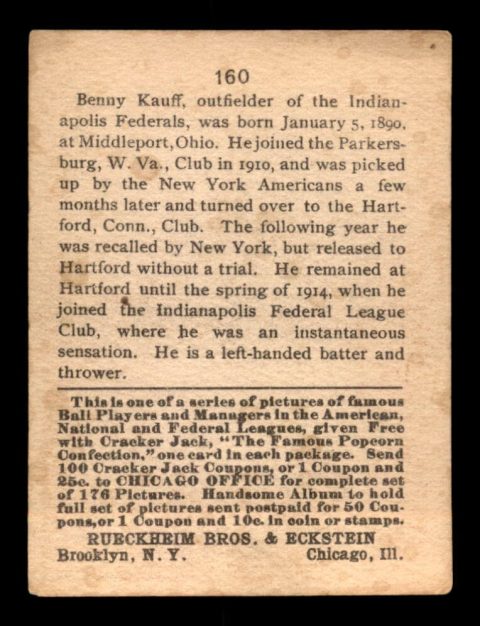 160
Benny Kauff, outfielder of the Indian-
apolis Federals, was born January 5, 1890,
at Middleport, Ohio. He joined the Parkers-
burg, W. Va., Club in 1910, and was picked
up by the New York Americans a few
months later and turned over to the Hart-
ford, Conn., Club. The following year he
was recalled by New York, but released to
Hartford without a trial. He remained at
Hartford until the spring of 1914, when he
joined the Indianapolis Federal League
Club, where he was an instantaneous
sensation. He is a left-handed batter and
thrower.
This is one of a series of pictures of famous
Ball Players and Managers in the American,
National and Federal Leagues, given Free
with Cracker Jack, "The Famous Popcorn
Confection," one card in each package. Send
100 Cracker Jack Coupons, or 1 Coupon and
25c. to CHICAGO OFFICE for complete set
of 176 Pictures. Handsome Album to hold
full set of pictures sent postpaid for 50 Cou-
pons, or 1 Coupon and 10c. in coin or stamps.
RUECKHEIM BROS. & ECKSTEIN
Brooklyn, N. Y. Chicago, Ill.